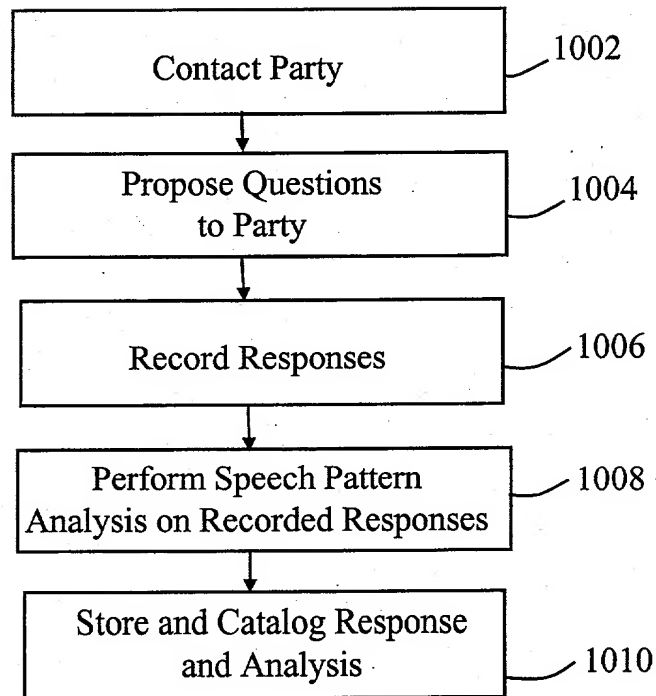 Contact Party
1002
Propose Questions
to Party
1004
Record Responses
1006
Perform Speech Pattern
Analysis on Recorded Responses
1008
Store and Catalog Response
and Analysis
1010